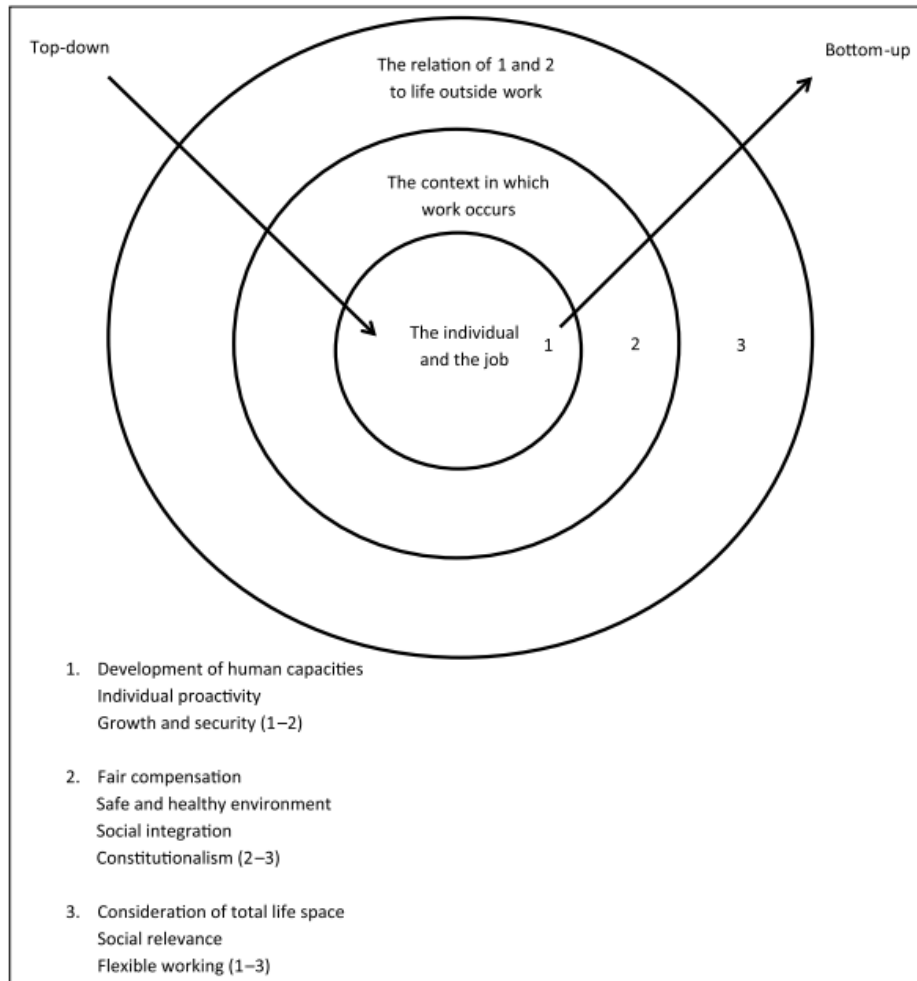 Top-down
Bottom-up
The relation of 1 and 2
to life outside work
The context in which
work occurs
The individual
and the job
1
2
3
1. Development of human capacities
Individual proactivity
Growth and security (1–2)
2. Fair compensation
Safe and healthy environment
Social integration
Constitutionalism (2–3)
3. Consideration of total life space
Social relevance
Flexible working (1–3)